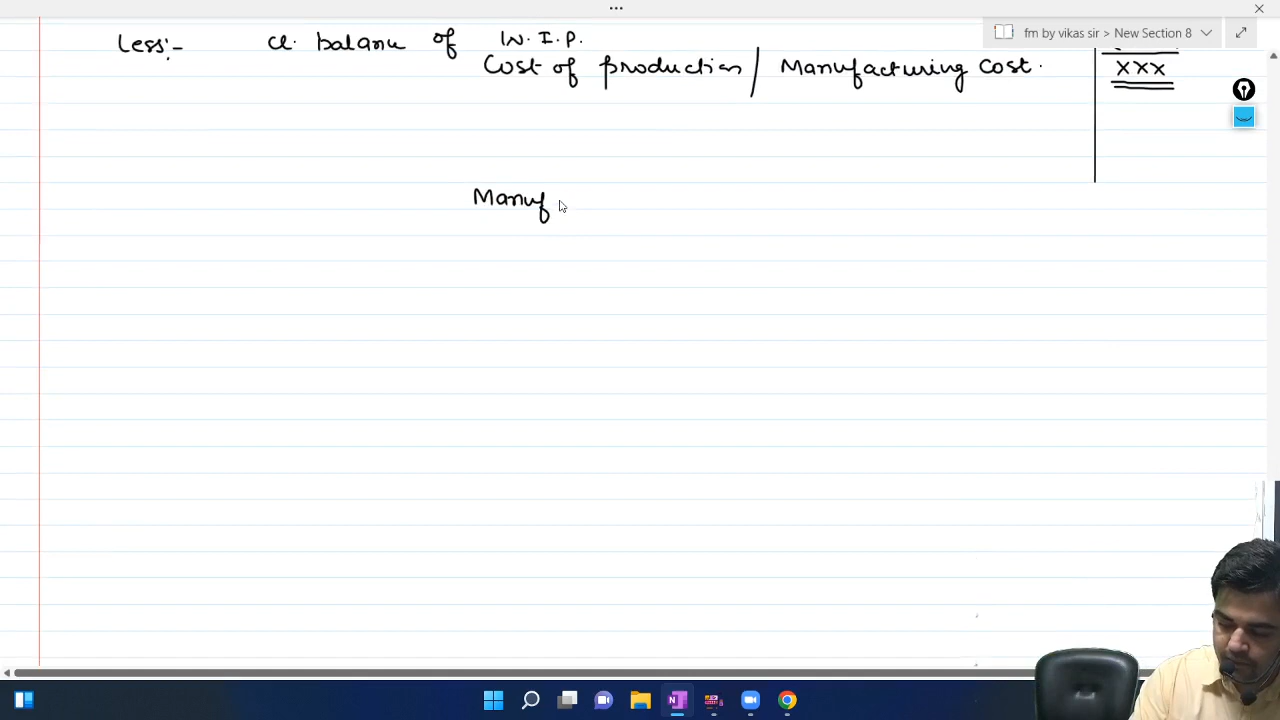 ...
fm by vikas sir > New Section 8
Less:- Cl. balance of W.I.P.
Cost of production / Manufacturing Cost. XXX
Manuf